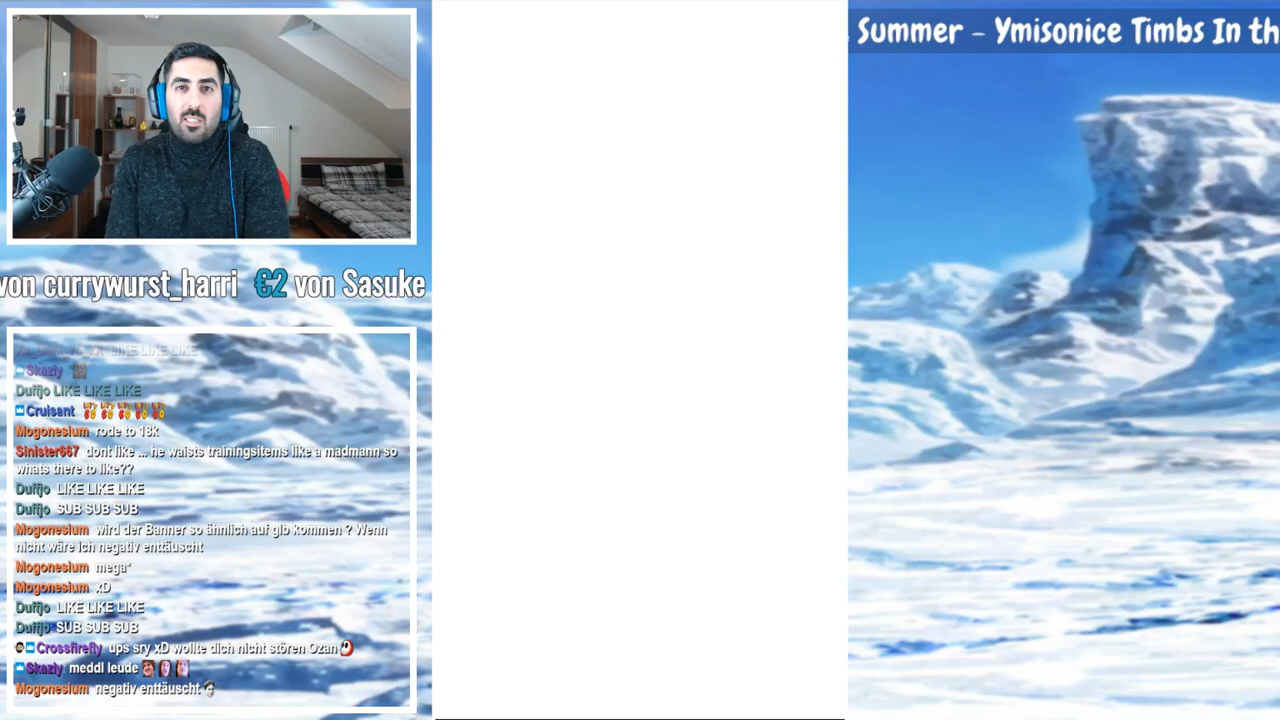 Summer - Ymisonice Timbs In th
von currywurst_harri €2 von Sasuke
LIKE LIKE LIKE
Skazly
Duffjo LIKE LIKE LIKE
Cruisant
Mogonesium rode to 18k
Sinister667 dont like ... he waists trainingsitems like a madmann so
whats there to like??
Duffjo LIKE LIKE LIKE
Duffjo SUB SUB SUB
Mogonesium wird der Banner so ähnlich auf glb kommen ? Wenn
nicht wäre ich negativ enttäuscht
Mogonesium mega*
Mogonesium xD
Duffjo LIKE LIKE LIKE
Duffjo SUB SUB SUB
Crossfirefly ups sry xD wollte dich nicht stören Ozan
Skazly meddl leude
Mogonesium negativ enttäuscht